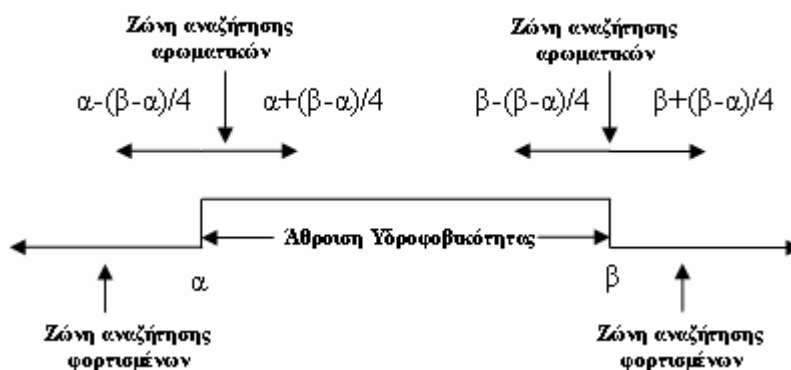 Ζώνη αναζήτησης αρωματικών
Ζώνη αναζήτησης αρωματικών
α-(β-α)/4
α+(β-α)/4
β-(β-α)/4
β+(β-α)/4
Άθροιση Υδροφοβικότητας
α
β
Ζώνη αναζήτησης φορτισμένων
Ζώνη αναζήτησης φορτισμένων